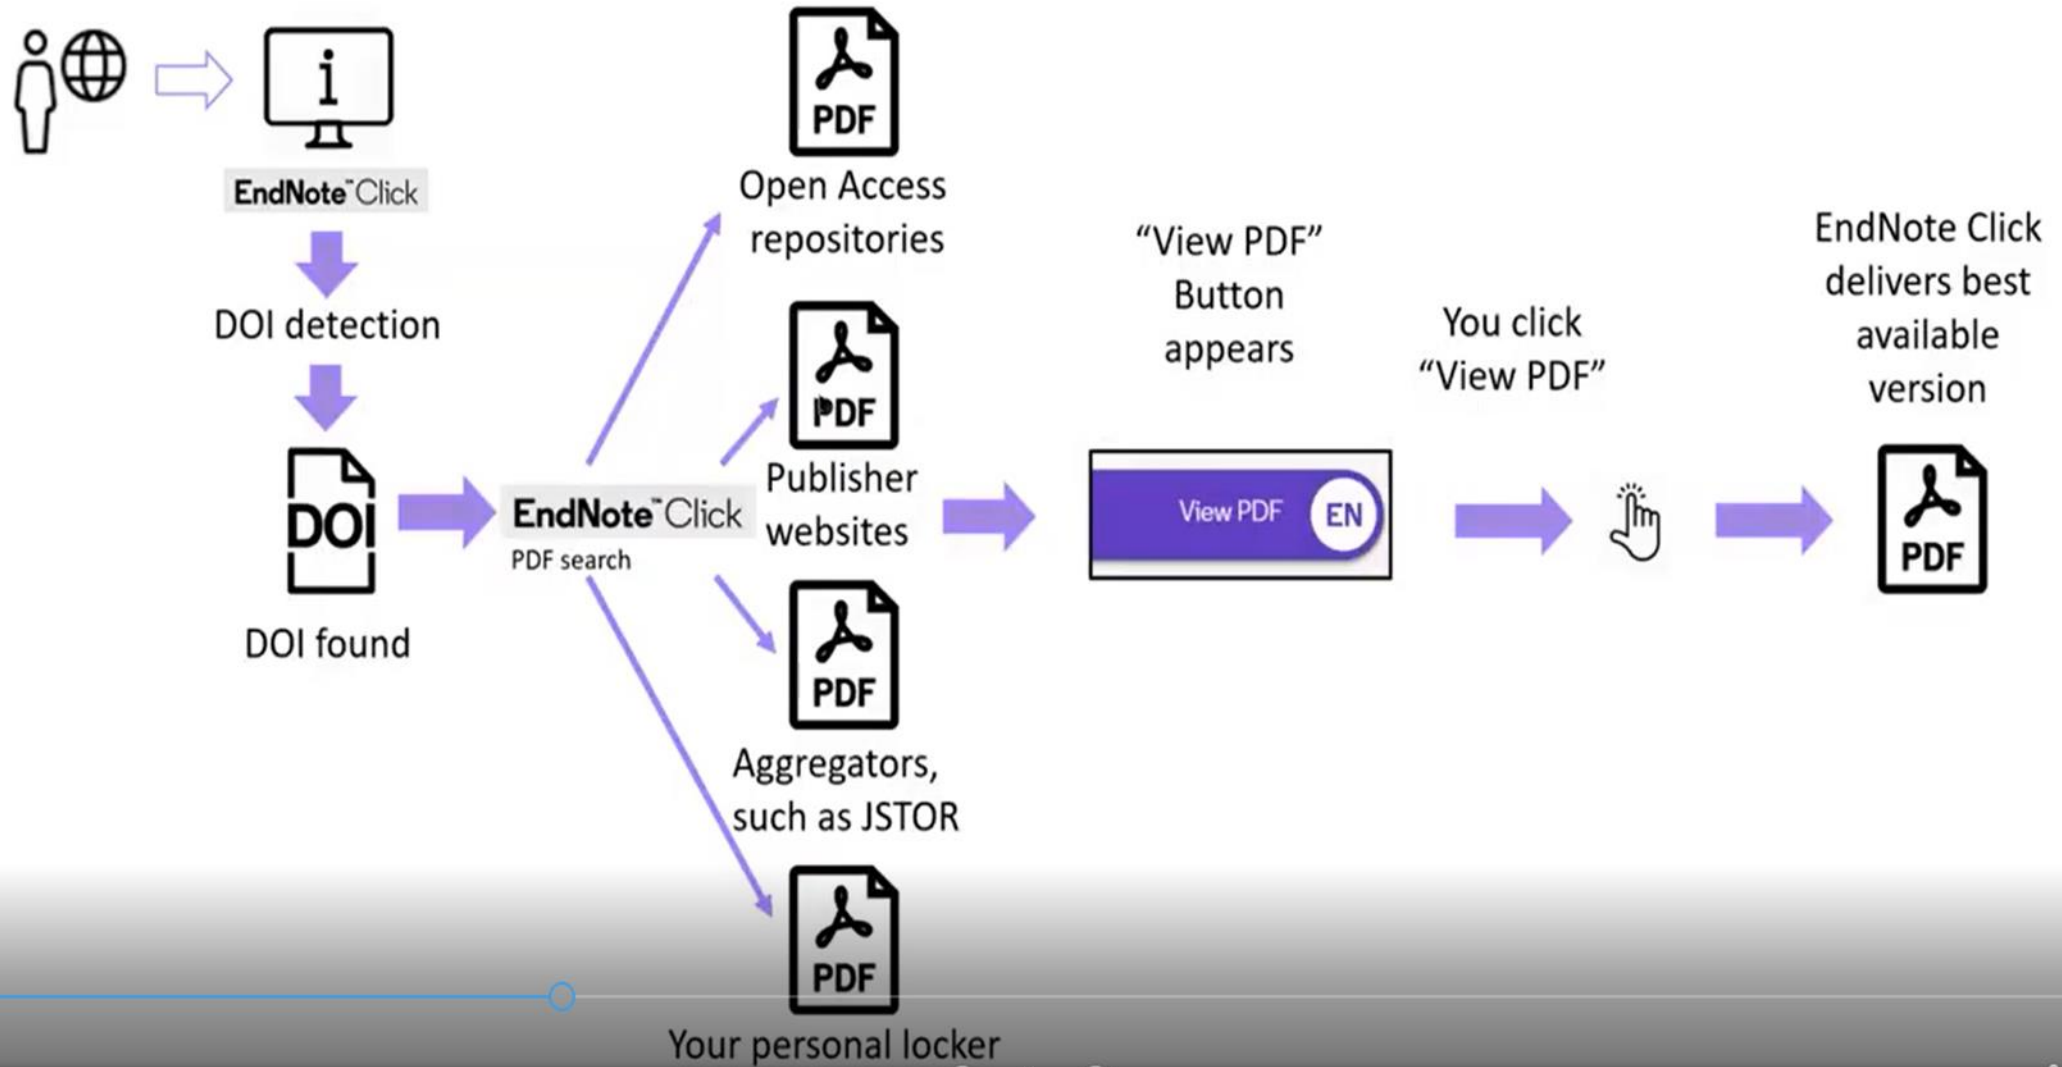 i
EndNote™ Click
DOI detection
DOI
DOI found
EndNote™ Click
PDF search
PDF
Open Access
repositories
PDF
Publisher
websites
PDF
Aggregators,
such as JSTOR
PDF
Your personal locker
“View PDF”
Button
appears
View PDF EN
You click
“View PDF”
EndNote Click
delivers best
available
version
PDF